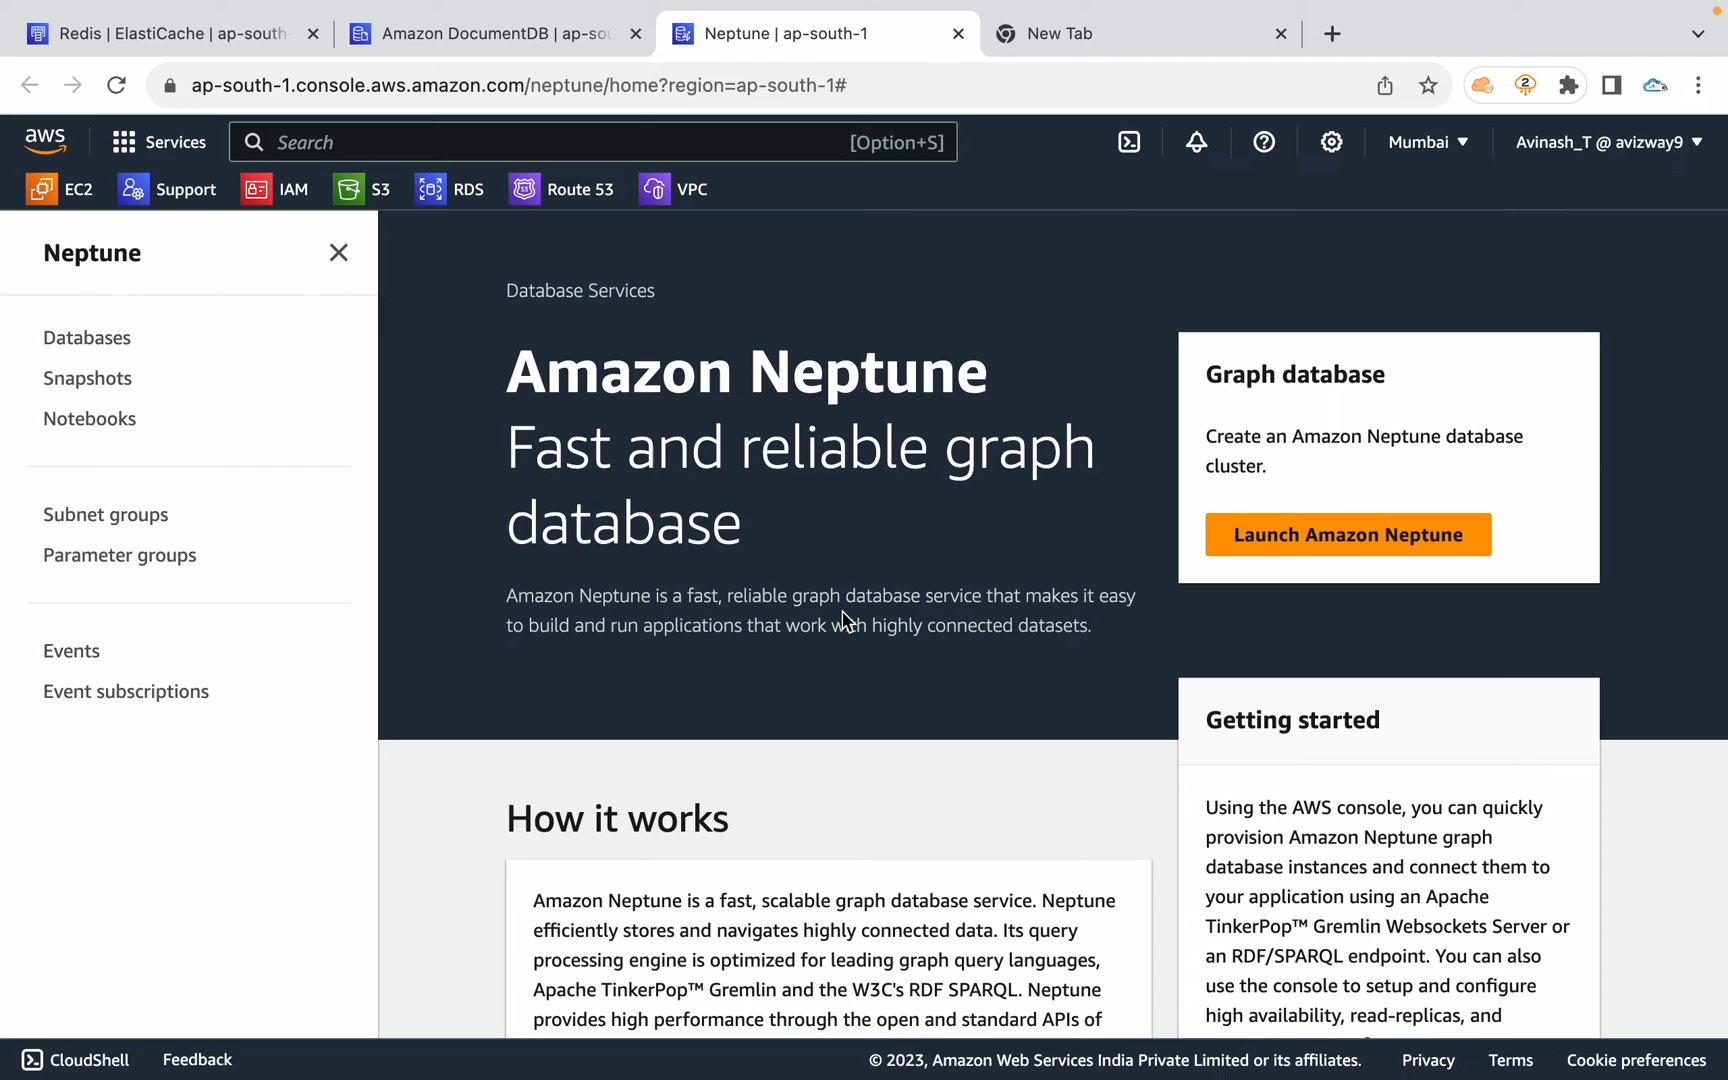 Redis | ElastiCache | ap-south-
Amazon DocumentDB | ap-sou
Neptune | ap-south-1
New Tab
ap-south-1.console.aws.amazon.com/neptune/home?region=ap-south-1#
aws
Services
Search
[Option+S]
Mumbai
Avinash_T @ avizway9
EC2
Support
IAM
S3
RDS
Route 53
VPC
Neptune
Databases
Snapshots
Notebooks
Subnet groups
Parameter groups
Events
Event subscriptions
Database Services
Amazon Neptune
Fast and reliable graph
database
Amazon Neptune is a fast, reliable graph database service that makes it easy
to build and run applications that work with highly connected datasets.
Graph database
Create an Amazon Neptune database
cluster.
Launch Amazon Neptune
How it works
Amazon Neptune is a fast, scalable graph database service. Neptune
efficiently stores and navigates highly connected data. Its query
processing engine is optimized for leading graph query languages,
Apache TinkerPop™ Gremlin and the W3C's RDF SPARQL. Neptune
provides high performance through the open and standard APIs of
Getting started
Using the AWS console, you can quickly
provision Amazon Neptune graph
database instances and connect them to
your application using an Apache
TinkerPop™ Gremlin Websockets Server or
an RDF/SPARQL endpoint. You can also
use the console to setup and configure
high availability, read-replicas, and
CloudShell
Feedback
© 2023, Amazon Web Services India Private Limited or its affiliates.
Privacy
Terms
Cookie preferences